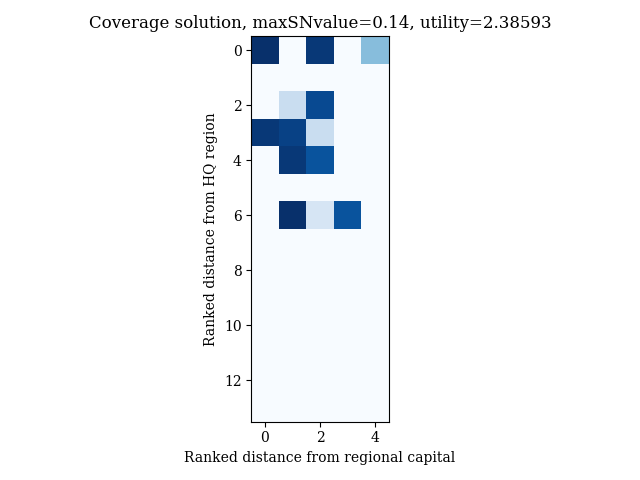 Coverage solution, maxSNvalue=0.14, utility=2.38593
Ranked distance from HQ region
0
2
4
6
8
10
12
0 2 4
Ranked distance from regional capital